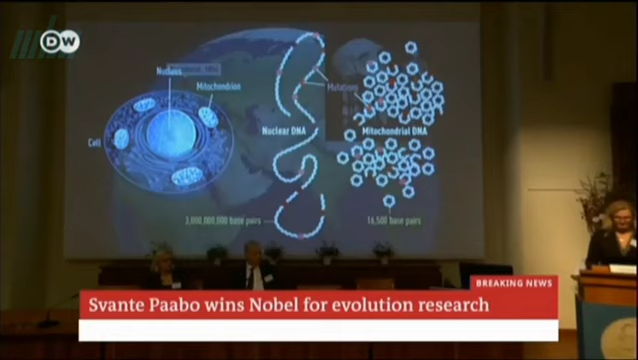 DW
Nucleus
Mitochondrion
Cell
Nuclear DNA
Mutations
Mitochondrial DNA
3,000,000,000 base pairs
16,500 base pairs
BREAKING NEWS
Svante Paabo wins Nobel for evolution research